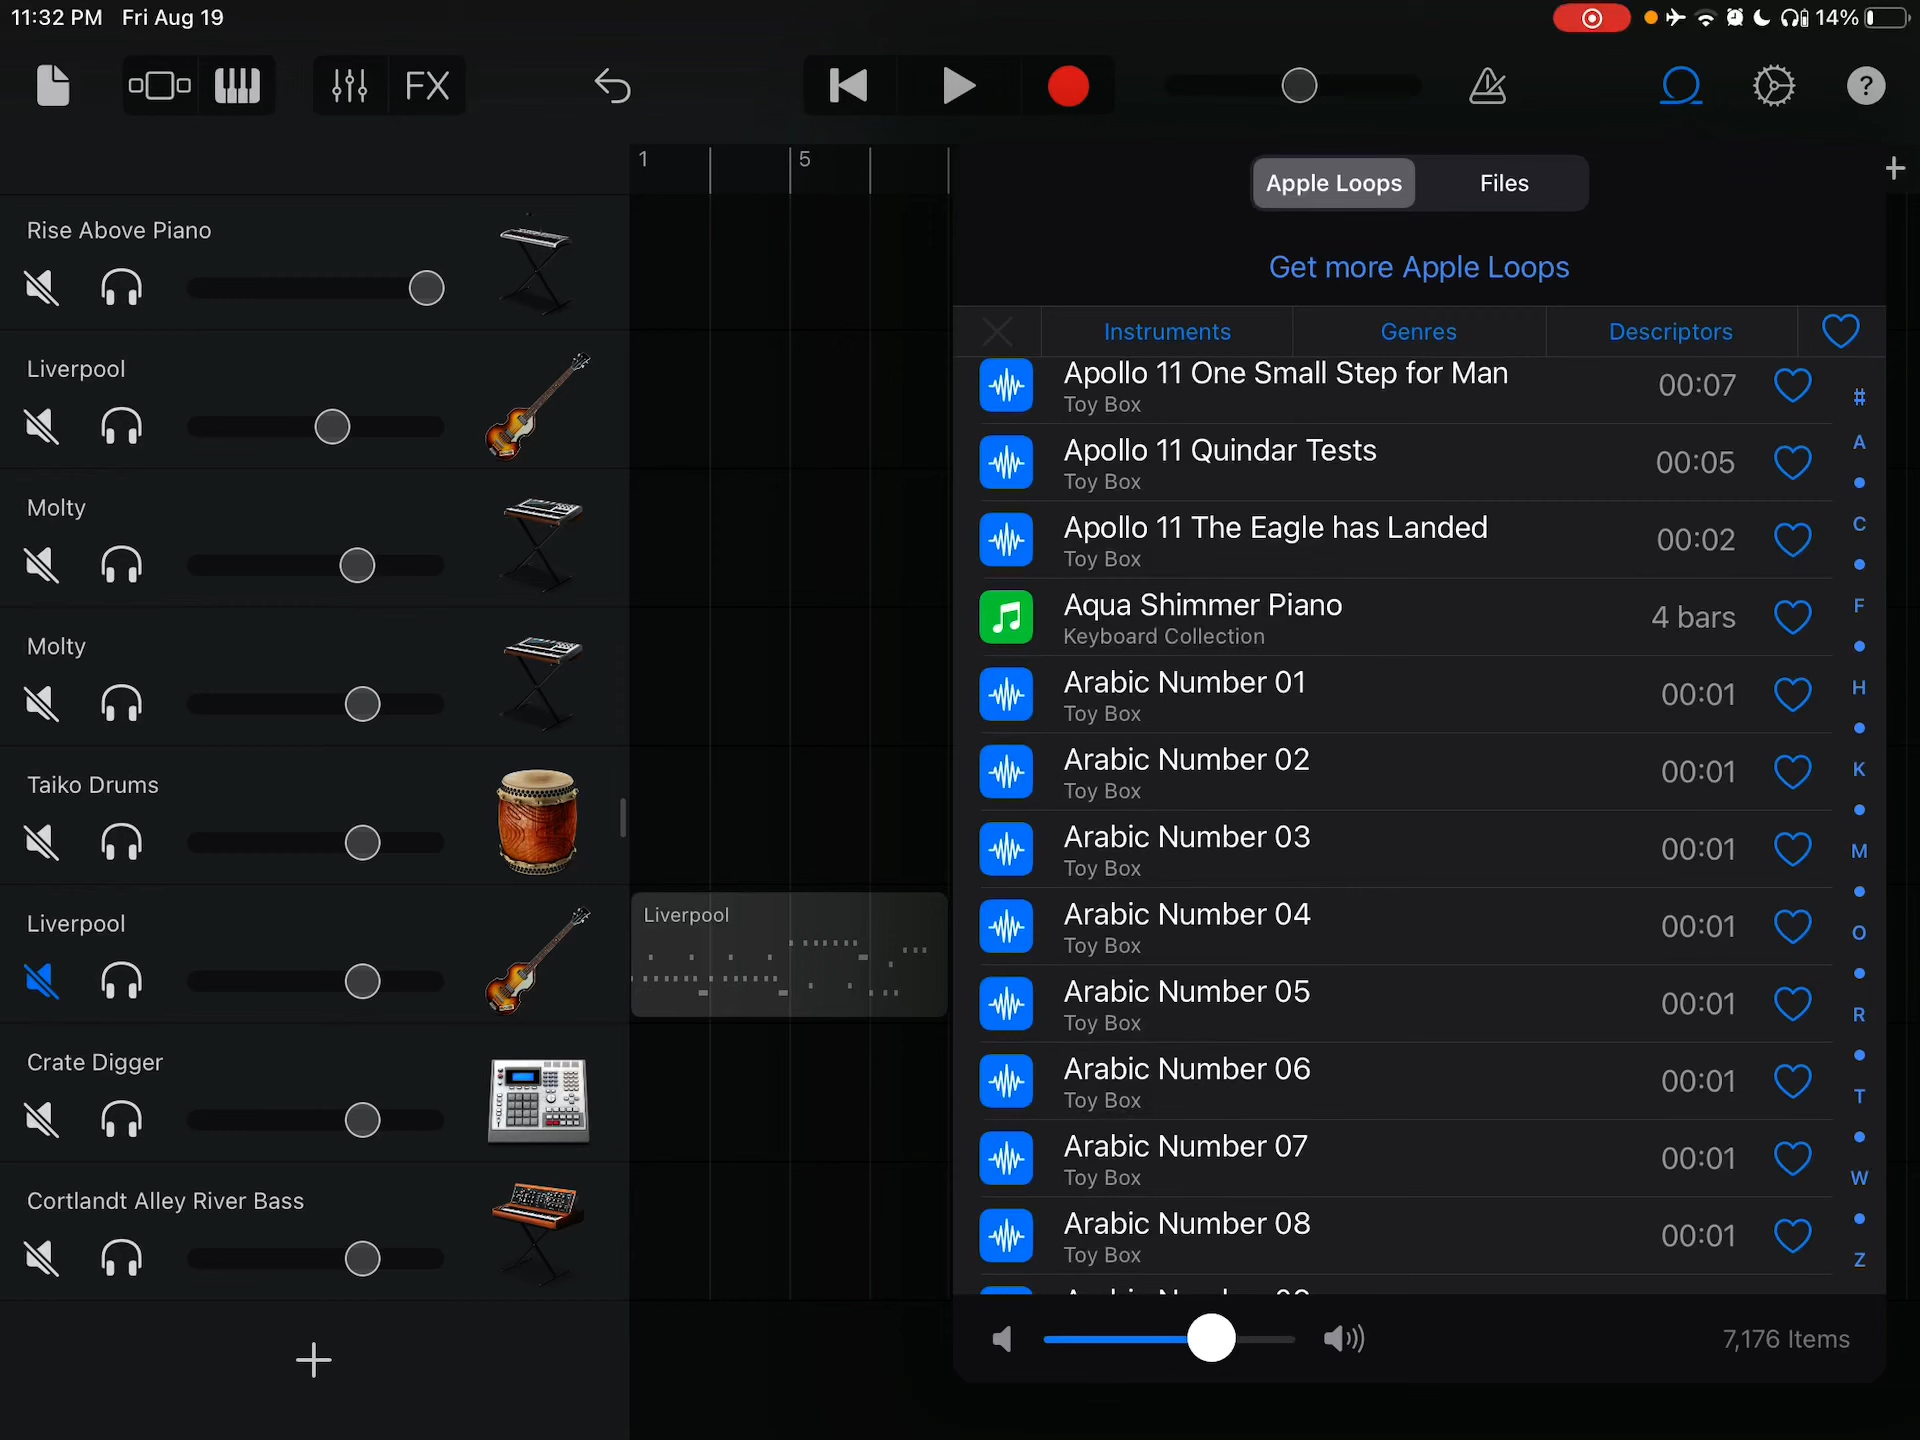 11:32 PM Fri Aug 19
14%
FX
?
1
5
Apple Loops
Files
Get more Apple Loops
Instruments
Genres
Descriptors
Rise Above Piano
Liverpool
Molty
Molty
Taiko Drums
Liverpool
Crate Digger
Cortlandt Alley River Bass
Liverpool
Apollo 11 One Small Step for Man
Toy Box
00:07
Apollo 11 Quindar Tests
Toy Box
00:05
Apollo 11 The Eagle has Landed
Toy Box
00:02
Aqua Shimmer Piano
Keyboard Collection
4 bars
Arabic Number 01
Toy Box
00:01
Arabic Number 02
Toy Box
00:01
Arabic Number 03
Toy Box
00:01
Arabic Number 04
Toy Box
00:01
Arabic Number 05
Toy Box
00:01
Arabic Number 06
Toy Box
00:01
Arabic Number 07
Toy Box
00:01
Arabic Number 08
Toy Box
00:01
#
A
C
F
H
K
M
O
R
T
W
Z
7,176 Items